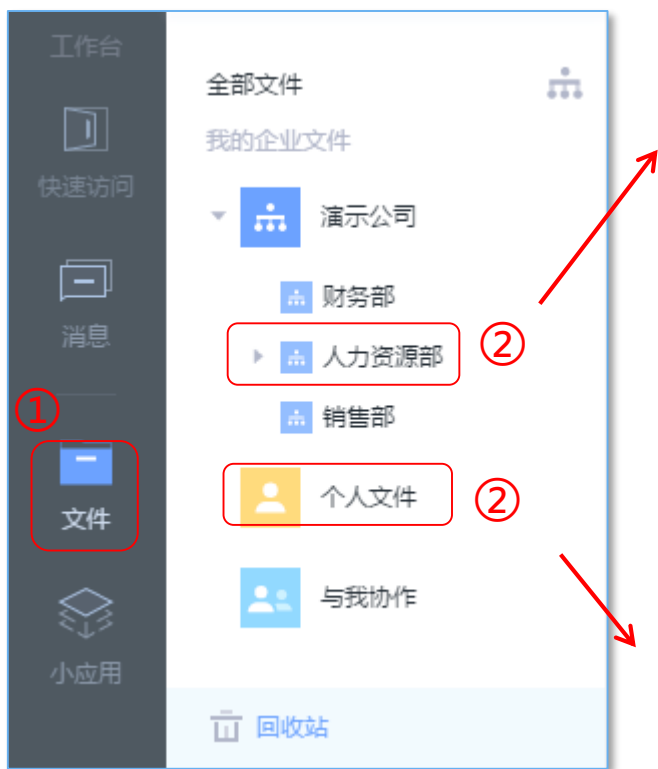 工作台
快速访问
消息
①
文件
小应用
全部文件
我的企业文件
演示公司
财务部
人力资源部
②
销售部
个人文件
②
与我协作
回收站